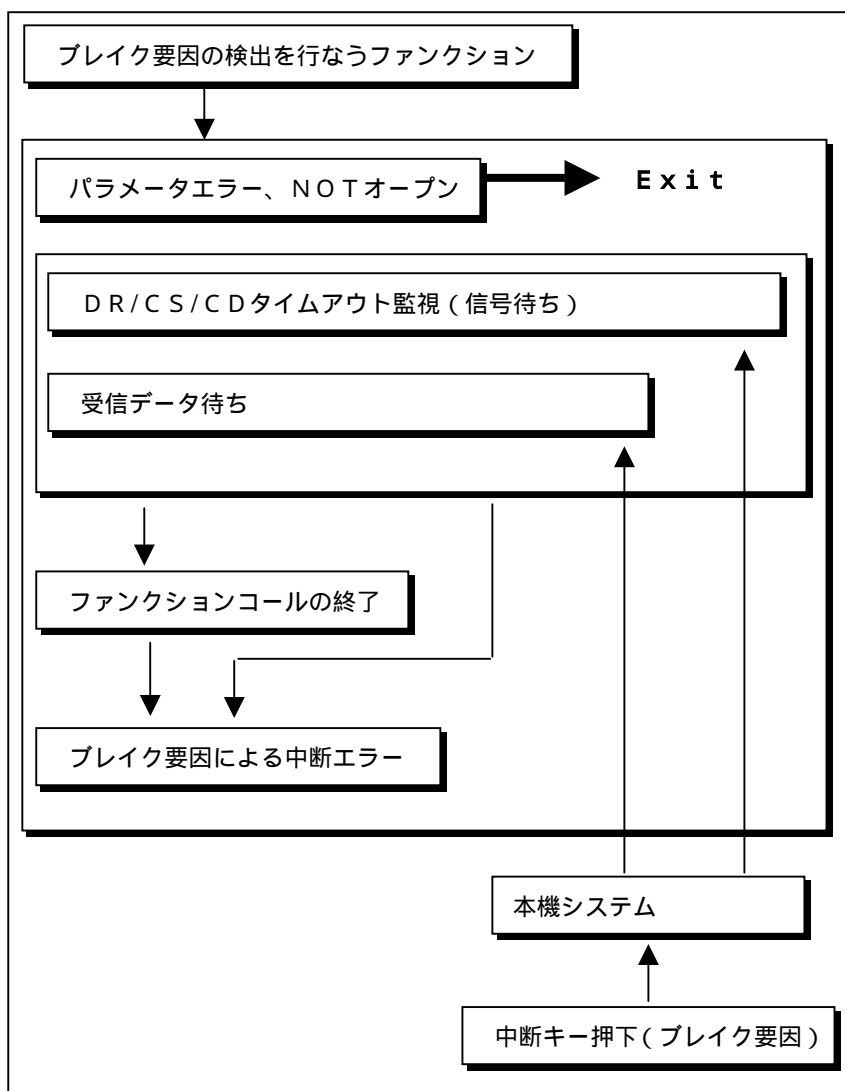 ブレイク要因の検出を行なうファンクション
パラメータエラー、ＮＯＴオープン
Ｅｘｉｔ
ＤＲ/ＣＳ/ＣＤタイムアウト監視（信号待ち）
受信データ待ち
ファンクションコールの終了
ブレイク要因による中断エラー
本機システム
中断キー押下（ブレイク要因）